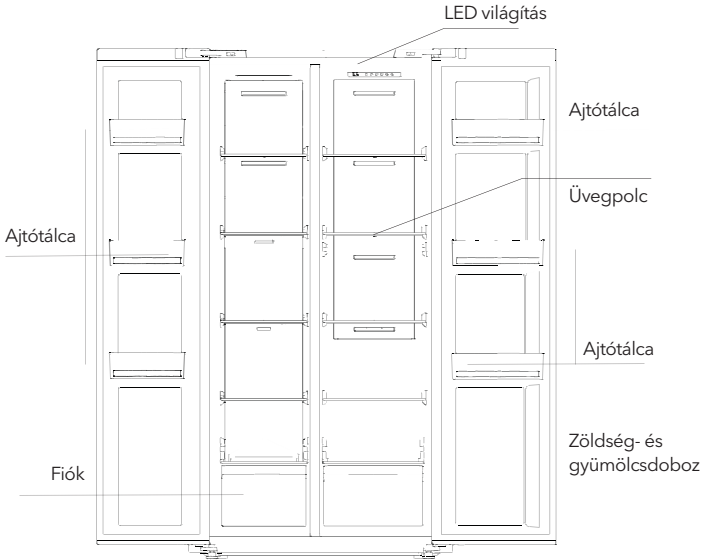 LED világítás
Ajtótálca
Üvegpolc
Ajtótálca
Ajtótálca
Zöldség- és
gyümölcsdoboz
Fiók